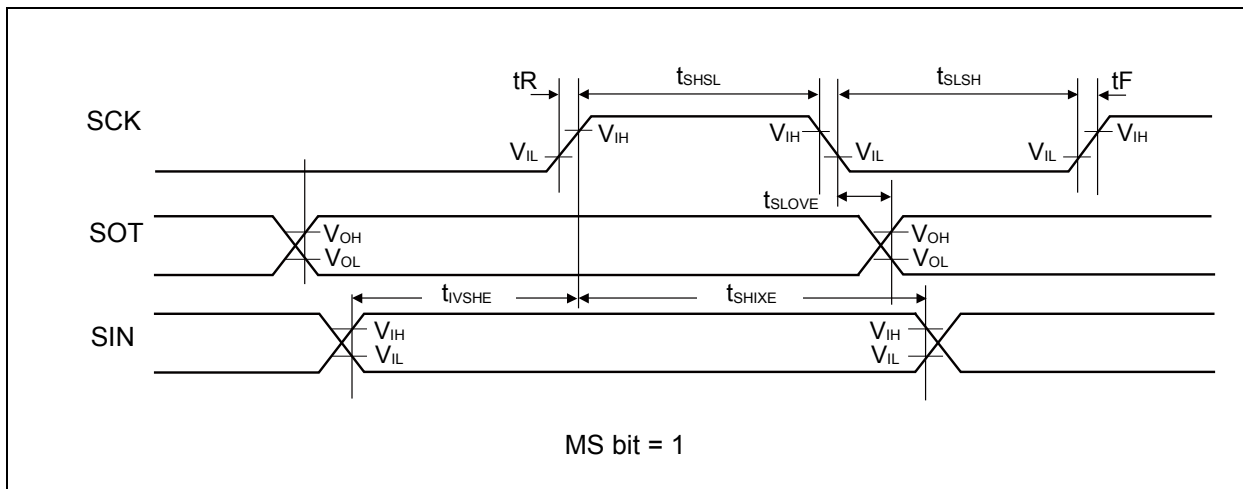 tR tSHSL tSLSH tF
SCK
VIH VIH VIH
VIL VIL VIL
tSLOVE
SOT
VOH VOH
VOL VOL
tIVSHE tSHIXE
SIN
VIH VIH
VIL VIL
MS bit = 1